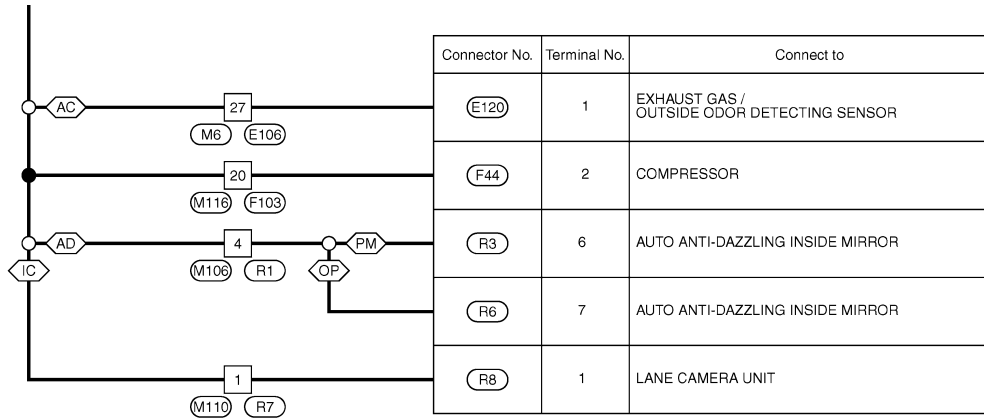 Connector No. Terminal No. Connect to
AC 27 E120 1 EXHAUST GAS /
OUTSIDE ODOR DETECTING SENSOR
M6 E106
20 F44 2 COMPRESSOR
M116 F103
AD 4 PM R3 6 AUTO ANTI-DAZZLING INSIDE MIRROR
IC M106 R1 OP
R6 7 AUTO ANTI-DAZZLING INSIDE MIRROR
1 R8 1 LANE CAMERA UNIT
M110 R7